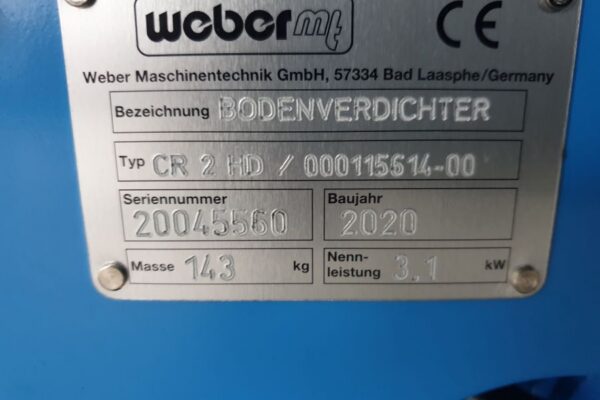 weber mt CE
Weber Maschinentechnik GmbH, 57334 Bad Laasphe/Germany
Bezeichnung BODENVERDICHTER
Typ CR 2 HD / 000115614-00
Seriennummer Baujahr
20045560 2020
Masse 143 kg Nenn-
leistung 3.1 kW